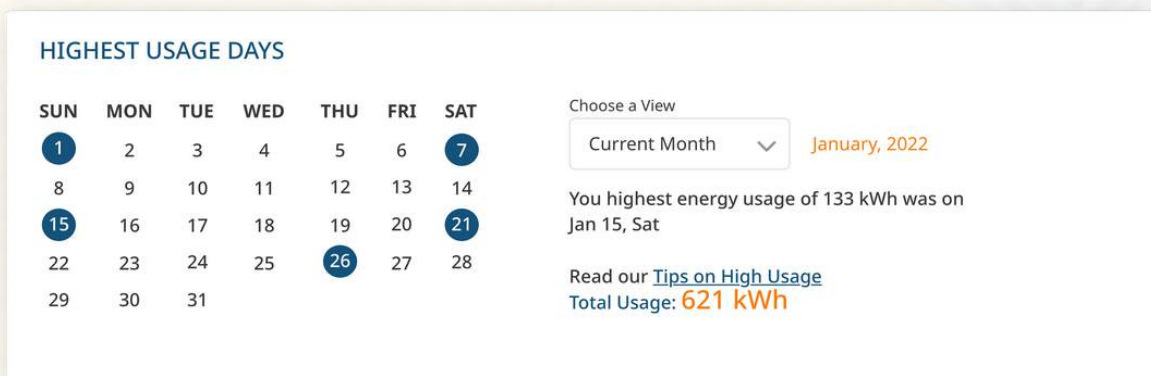 HIGHEST USAGE DAYS
SUN MON TUE WED THU FRI SAT
1 2 3 4 5 6 7
8 9 10 11 12 13 14
15 16 17 18 19 20 21
22 23 24 25 26 27 28
29 30 31
Choose a View
Current Month January, 2022
You highest energy usage of 133 kWh was on
Jan 15, Sat
Read our Tips on High Usage
Total Usage: 621 kWh